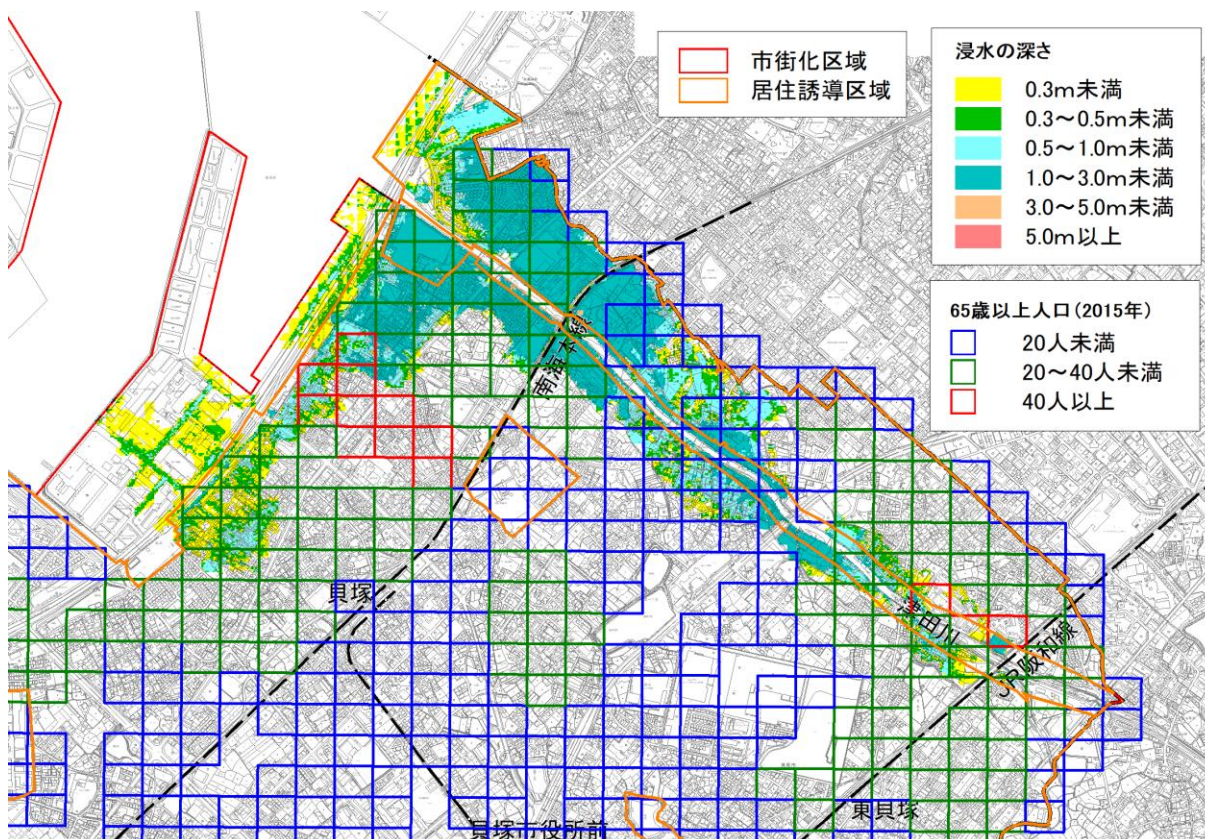 市街化区域
居住誘導区域
浸水の深さ
0.3m未満
0.3～0.5m未満
0.5～1.0m未満
1.0～3.0m未満
3.0～5.0m未満
5.0m以上
65歳以上人口(2015年)
20人未満
20～40人未満
40人以上
南海本線
貝塚
津田川
JR阪和線
東貝塚
貝塚市役所前